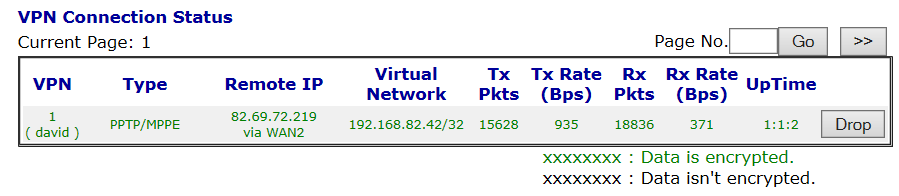 VPN Connection Status
Current Page: 1
Page No. Go >>
VPN Type Remote IP Virtual Network Tx Pkts Tx Rate (Bps) Rx Pkts Rx Rate (Bps) UpTime
1 ( david ) PPTP/MPPE 82.69.72.219 via WAN2 192.168.82.42/32 15628 935 18836 371 1:1:2 Drop
xxxxxxxx : Data is encrypted.
xxxxxxxx : Data isn't encrypted.